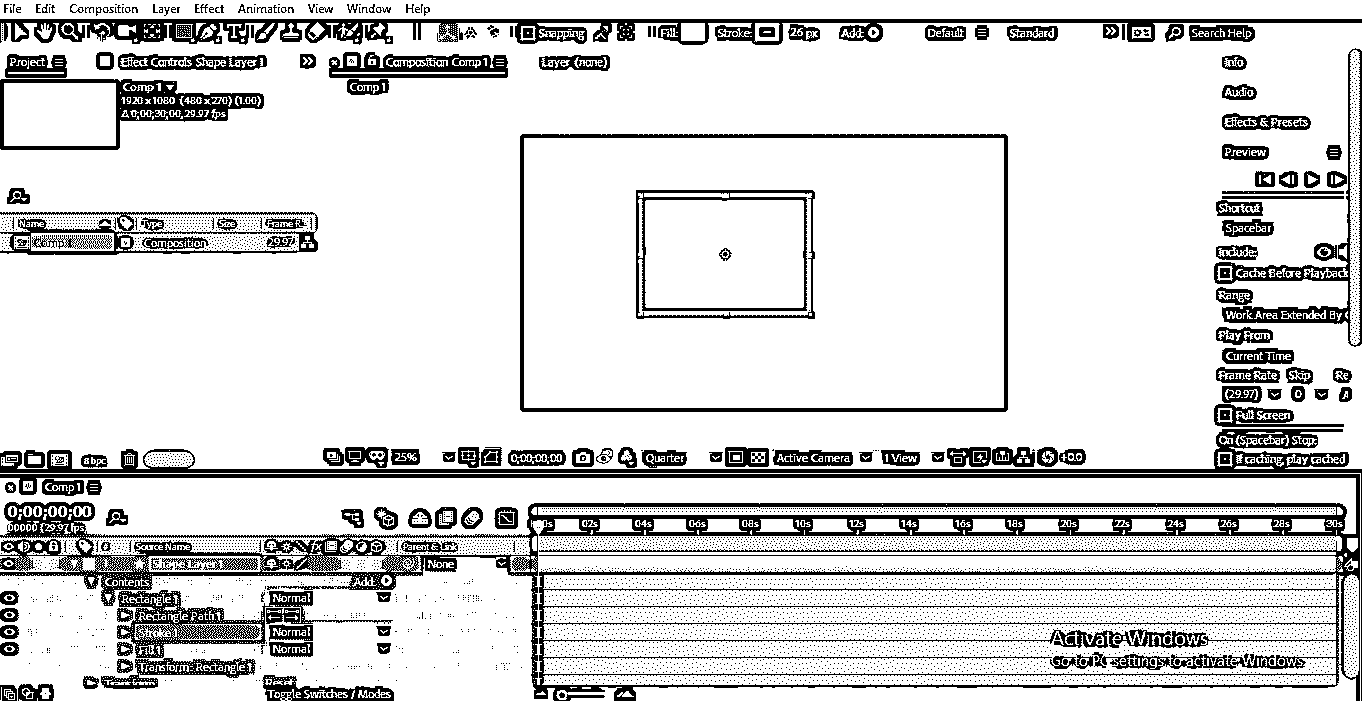 File Edit Composition Layer Effect Animation View Window Help
Snapping Fill: Stroke: 26 px Add: Default Standard Search Help
Project Effect Controls Shape Layer 1 Composition Comp 1 Layer (none)
Comp 1
Comp 1
1920 x 1080 (480 x 270) (1.00)
Δ 0;00;30;00, 29.97 fps
Info
Audio
Effects & Presets
Preview
Shortcut
Spacebar
Include:
Cache Before Playback
Range
Work Area Extended By
Play From
Current Time
Frame Rate Skip Re
(29.97) 0 A
Full Screen
On (Spacebar) Stop:
If caching, play cached
Name Type Size Frame R..
Comp 1 Composition 29.97
8 bpc 25% 0;00;00;00 Quarter Active Camera 1 View +0.0
Comp 1
0;00;00;00
00000 (29.97 fps)
02s 04s 06s 08s 10s 12s 14s 16s 18s 20s 22s 24s 26s 28s 30s
# Source Name Parent & Link
Shape Layer 1 None
Contents Add:
Rectangle 1 Normal
Rectangle Path 1
Stroke 1 Normal
Fill 1 Normal
Transform: Rectangle 1
Transform Reset
Toggle Switches / Modes
Activate Windows
Go to PC settings to activate Windows.